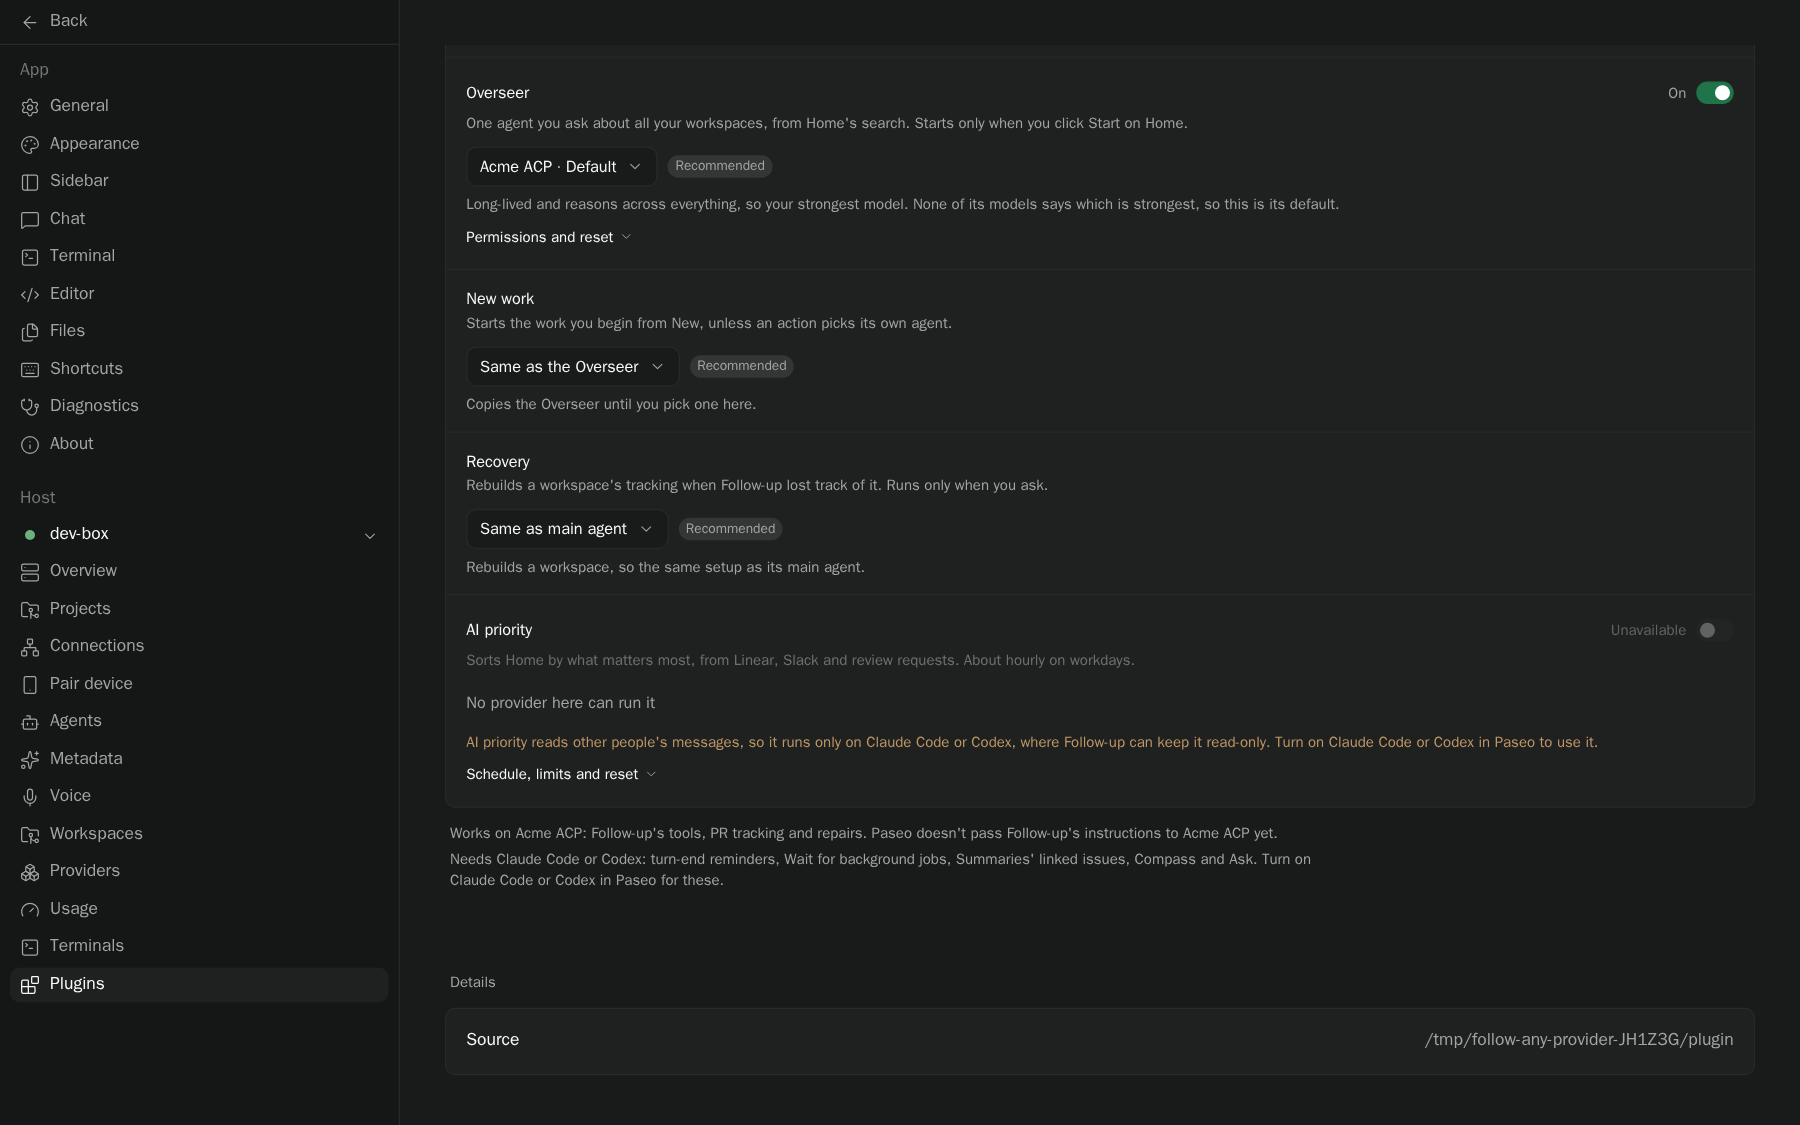 Back
App
General
Appearance
Sidebar
Chat
Terminal
Editor
Files
Shortcuts
Diagnostics
About
Host
dev-box
Overview
Projects
Connections
Pair device
Agents
Metadata
Voice
Workspaces
Providers
Usage
Terminals
Plugins
Overseer
On
One agent you ask about all your workspaces, from Home's search. Starts only when you click Start on Home.
Acme ACP · Default
Recommended
Long-lived and reasons across everything, so your strongest model. None of its models says which is strongest, so this is its default.
Permissions and reset
New work
Starts the work you begin from New, unless an action picks its own agent.
Same as the Overseer
Recommended
Copies the Overseer until you pick one here.
Recovery
Rebuilds a workspace's tracking when Follow-up lost track of it. Runs only when you ask.
Same as main agent
Recommended
Rebuilds a workspace, so the same setup as its main agent.
AI priority
Unavailable
Sorts Home by what matters most, from Linear, Slack and review requests. About hourly on workdays.
No provider here can run it
AI priority reads other people's messages, so it runs only on Claude Code or Codex, where Follow-up can keep it read-only. Turn on Claude Code or Codex in Paseo to use it.
Schedule, limits and reset
Works on Acme ACP: Follow-up's tools, PR tracking and repairs. Paseo doesn't pass Follow-up's instructions to Acme ACP yet.
Needs Claude Code or Codex: turn-end reminders, Wait for background jobs, Summaries' linked issues, Compass and Ask. Turn on
Claude Code or Codex in Paseo for these.
Details
Source
/tmp/follow-any-provider-JH1Z3G/plugin